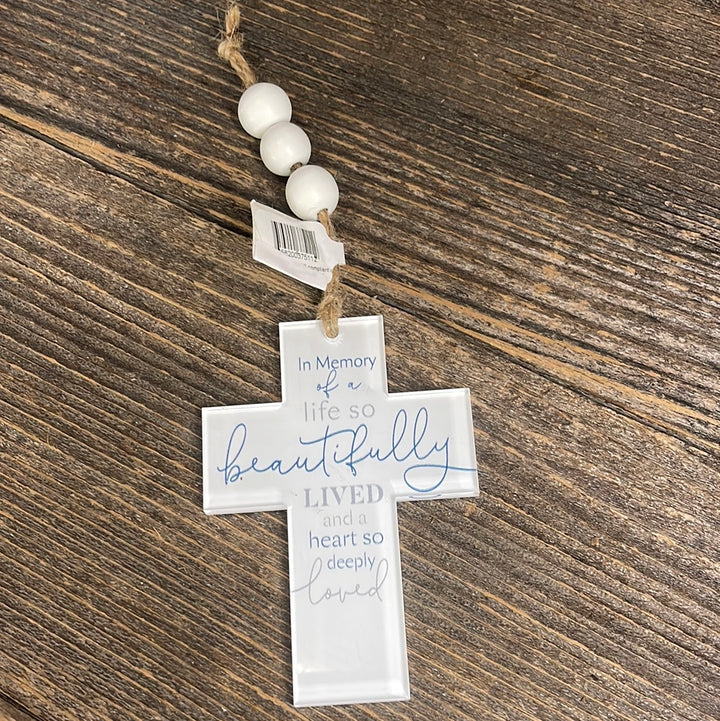 In Memory
of a
life so
beautifully
LIVED
and a
heart so
deeply
loved